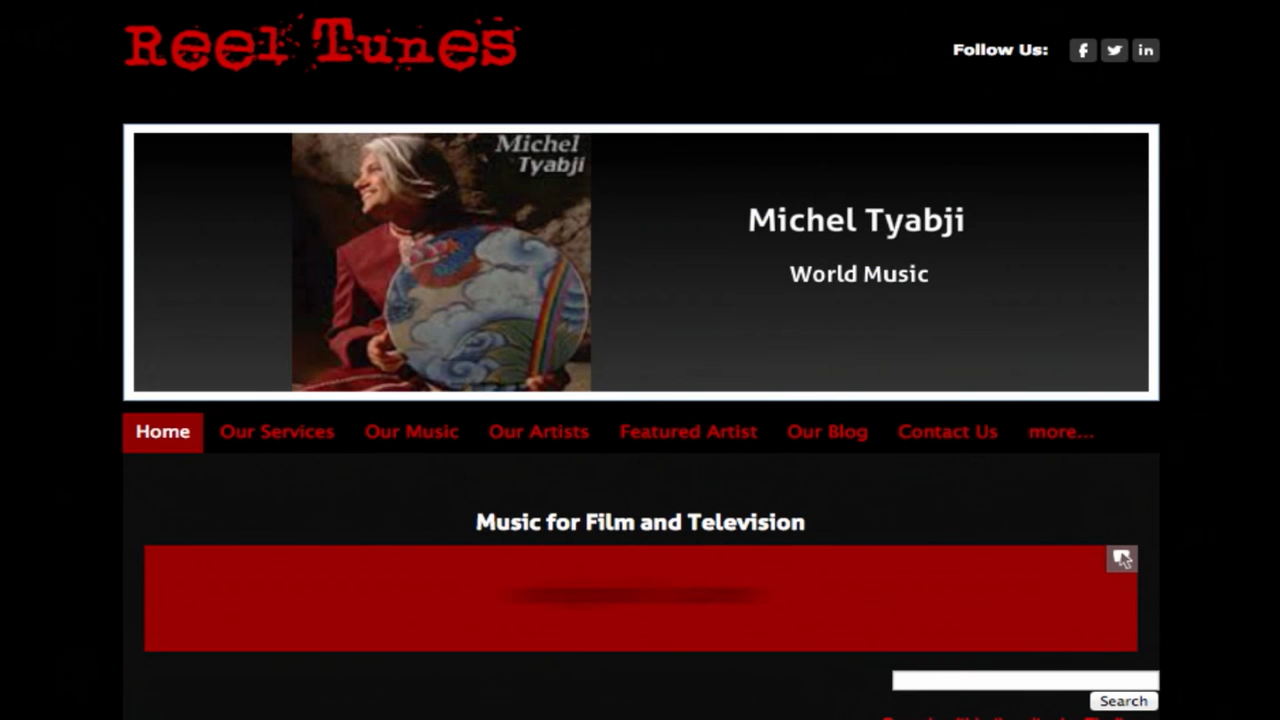 Reel Tunes
Follow Us:
Michel
Tyabji
Michel Tyabji
World Music
Home Our Services Our Music Our Artists Featured Artist Our Blog Contact Us more...
Music for Film and Television
Search